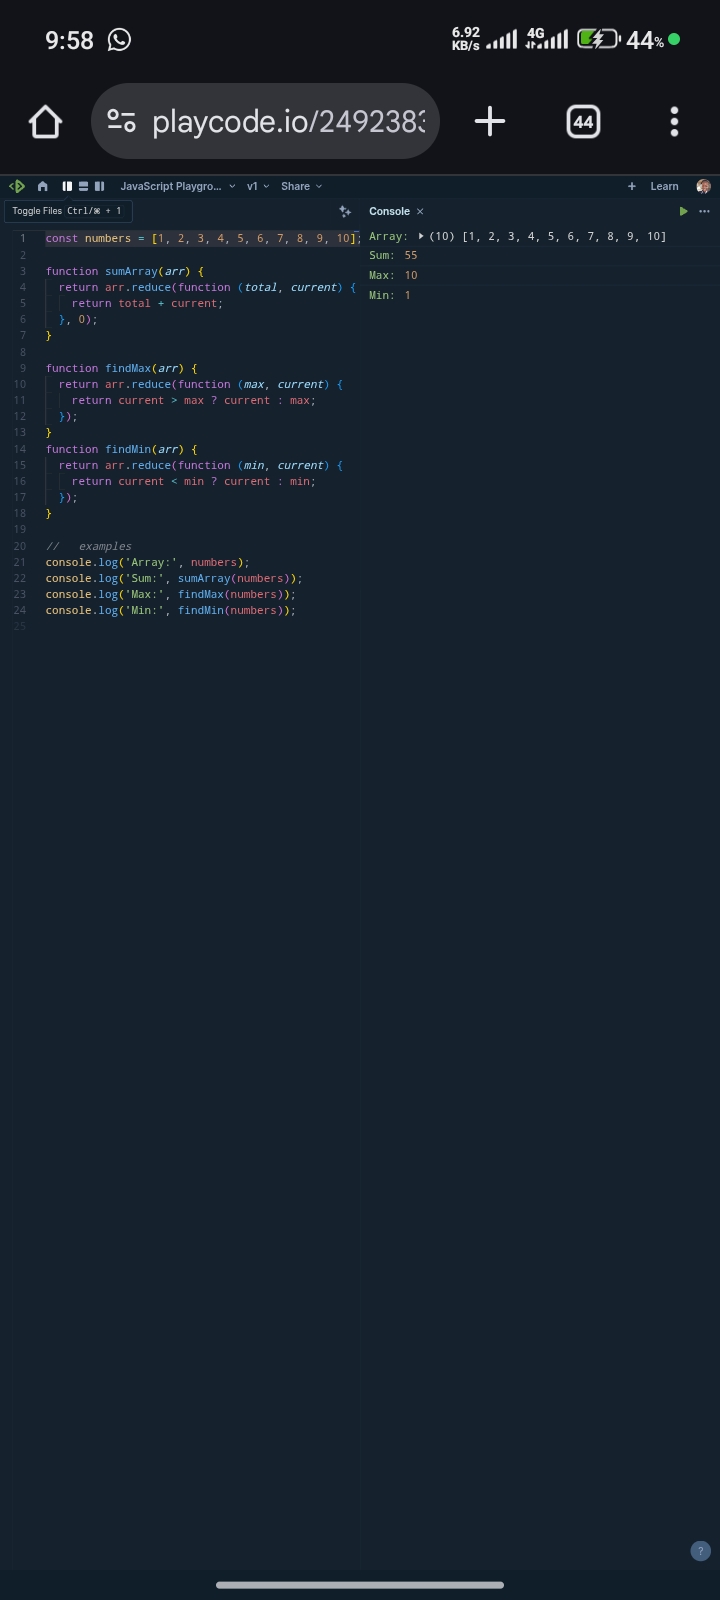 9:58
6.92 KB/s 4G 44%
playcode.io/2492383
44
JavaScript Playgro... v1 Share + Learn
Toggle Files Ctrl/⌘ + 1
1 const numbers = [1, 2, 3, 4, 5, 6, 7, 8, 9, 10];
2
3 function sumArray(arr) {
4 return arr.reduce(function (total, current) {
5 return total + current;
6 }, 0);
7 }
8
9 function findMax(arr) {
10 return arr.reduce(function (max, current) {
11 return current > max ? current : max;
12 });
13 }
14 function findMin(arr) {
15 return arr.reduce(function (min, current) {
16 return current < min ? current : min;
17 });
18 }
19
20 //   examples
21 console.log('Array:', numbers);
22 console.log('Sum:', sumArray(numbers));
23 console.log('Max:', findMax(numbers));
24 console.log('Min:', findMin(numbers));
25
Console ×
Array: ▸ (10) [1, 2, 3, 4, 5, 6, 7, 8, 9, 10]
Sum: 55
Max: 10
Min: 1
?